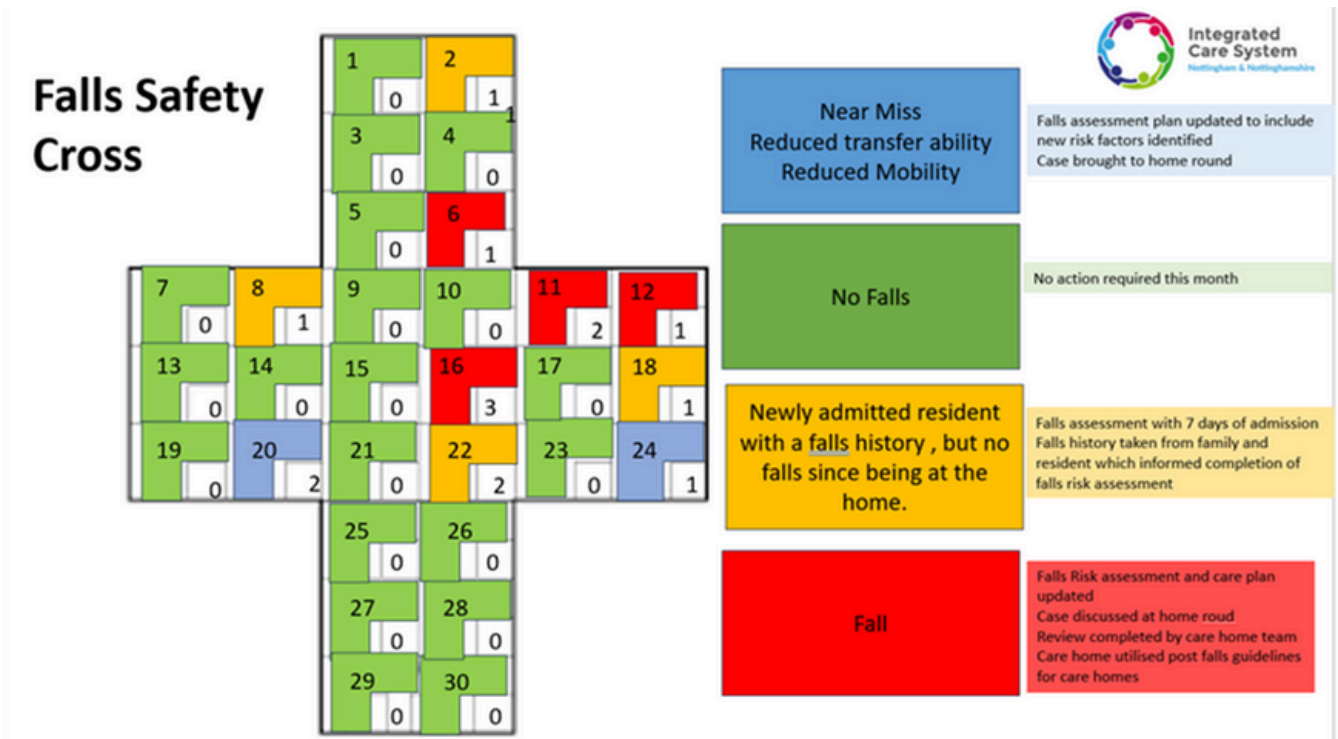 Falls Safety
Cross
Integrated
Care System
Nottingham & Nottinghamshire
1 2
0 1
1
3 4
0 0
5 6
0 1
7 8 9 10 11 12
0 1 0 0 2 1
13 14 15 16 17 18
0 0 0 3 0 1
19 20 21 22 23 24
0 2 0 2 0 1
25 26
0 0
27 28
0 0
29 30
0 0
Near Miss
Reduced transfer ability
Reduced Mobility
Falls assessment plan updated to include
new risk factors identified
Case brought to home round
No Falls
No action required this month
Newly admitted resident
with a falls history , but no
falls since being at the
home.
Falls assessment with 7 days of admission
Falls history taken from family and
resident which informed completion of
falls risk assessment
Fall
Falls Risk assessment and care plan
updated
Case discussed at home roud
Review completed by care home team
Care home utilised post falls guidelines
for care homes